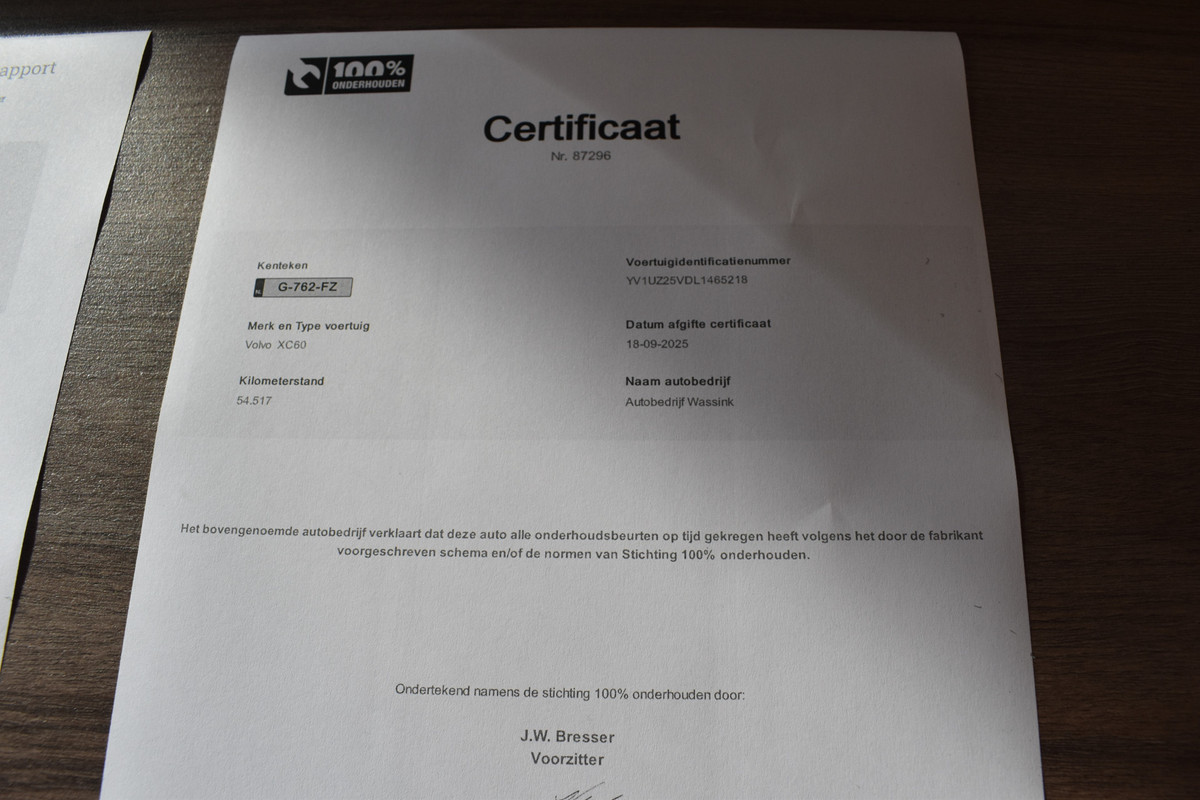 apport
100%
ONDERHOUDEN
Certificaat
Nr. 87296
Kenteken
NL G-762-FZ
Merk en Type voertuig
Volvo XC60
Kilometerstand
54.517
Voertuigidentificatienummer
YV1UZ25VDL1465218
Datum afgifte certificaat
18-09-2025
Naam autobedrijf
Autobedrijf Wassink
Het bovengenoemde autobedrijf verklaart dat deze auto alle onderhoudsbeurten op tijd gekregen heeft volgens het door de fabrikant
voorgeschreven schema en/of de normen van Stichting 100% onderhouden.
Ondertekend namens de stichting 100% onderhouden door:
J.W. Bresser
Voorzitter